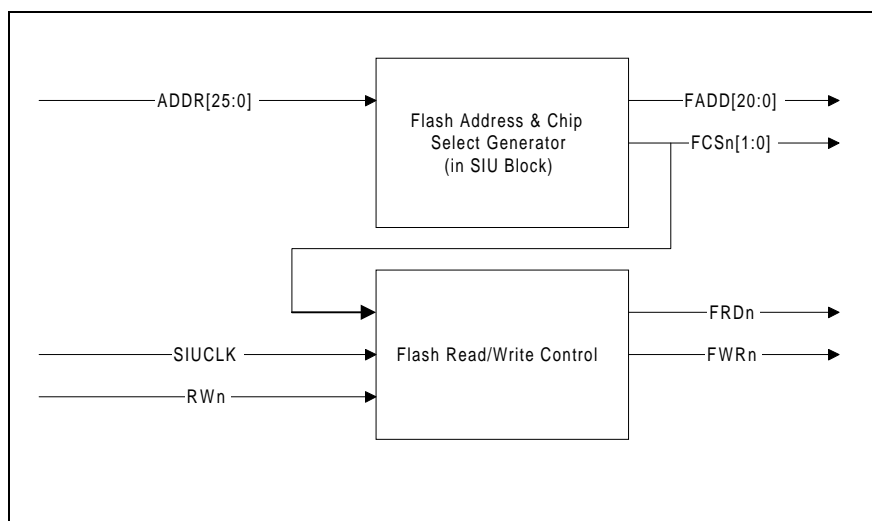 ADDR[25:0]
Flash Address & Chip
Select Generator
(in SIU Block)
FADD[20:0]
FCSn[1:0]
SIUCLK
RWn
Flash Read/Write Control
FRDn
FWRn